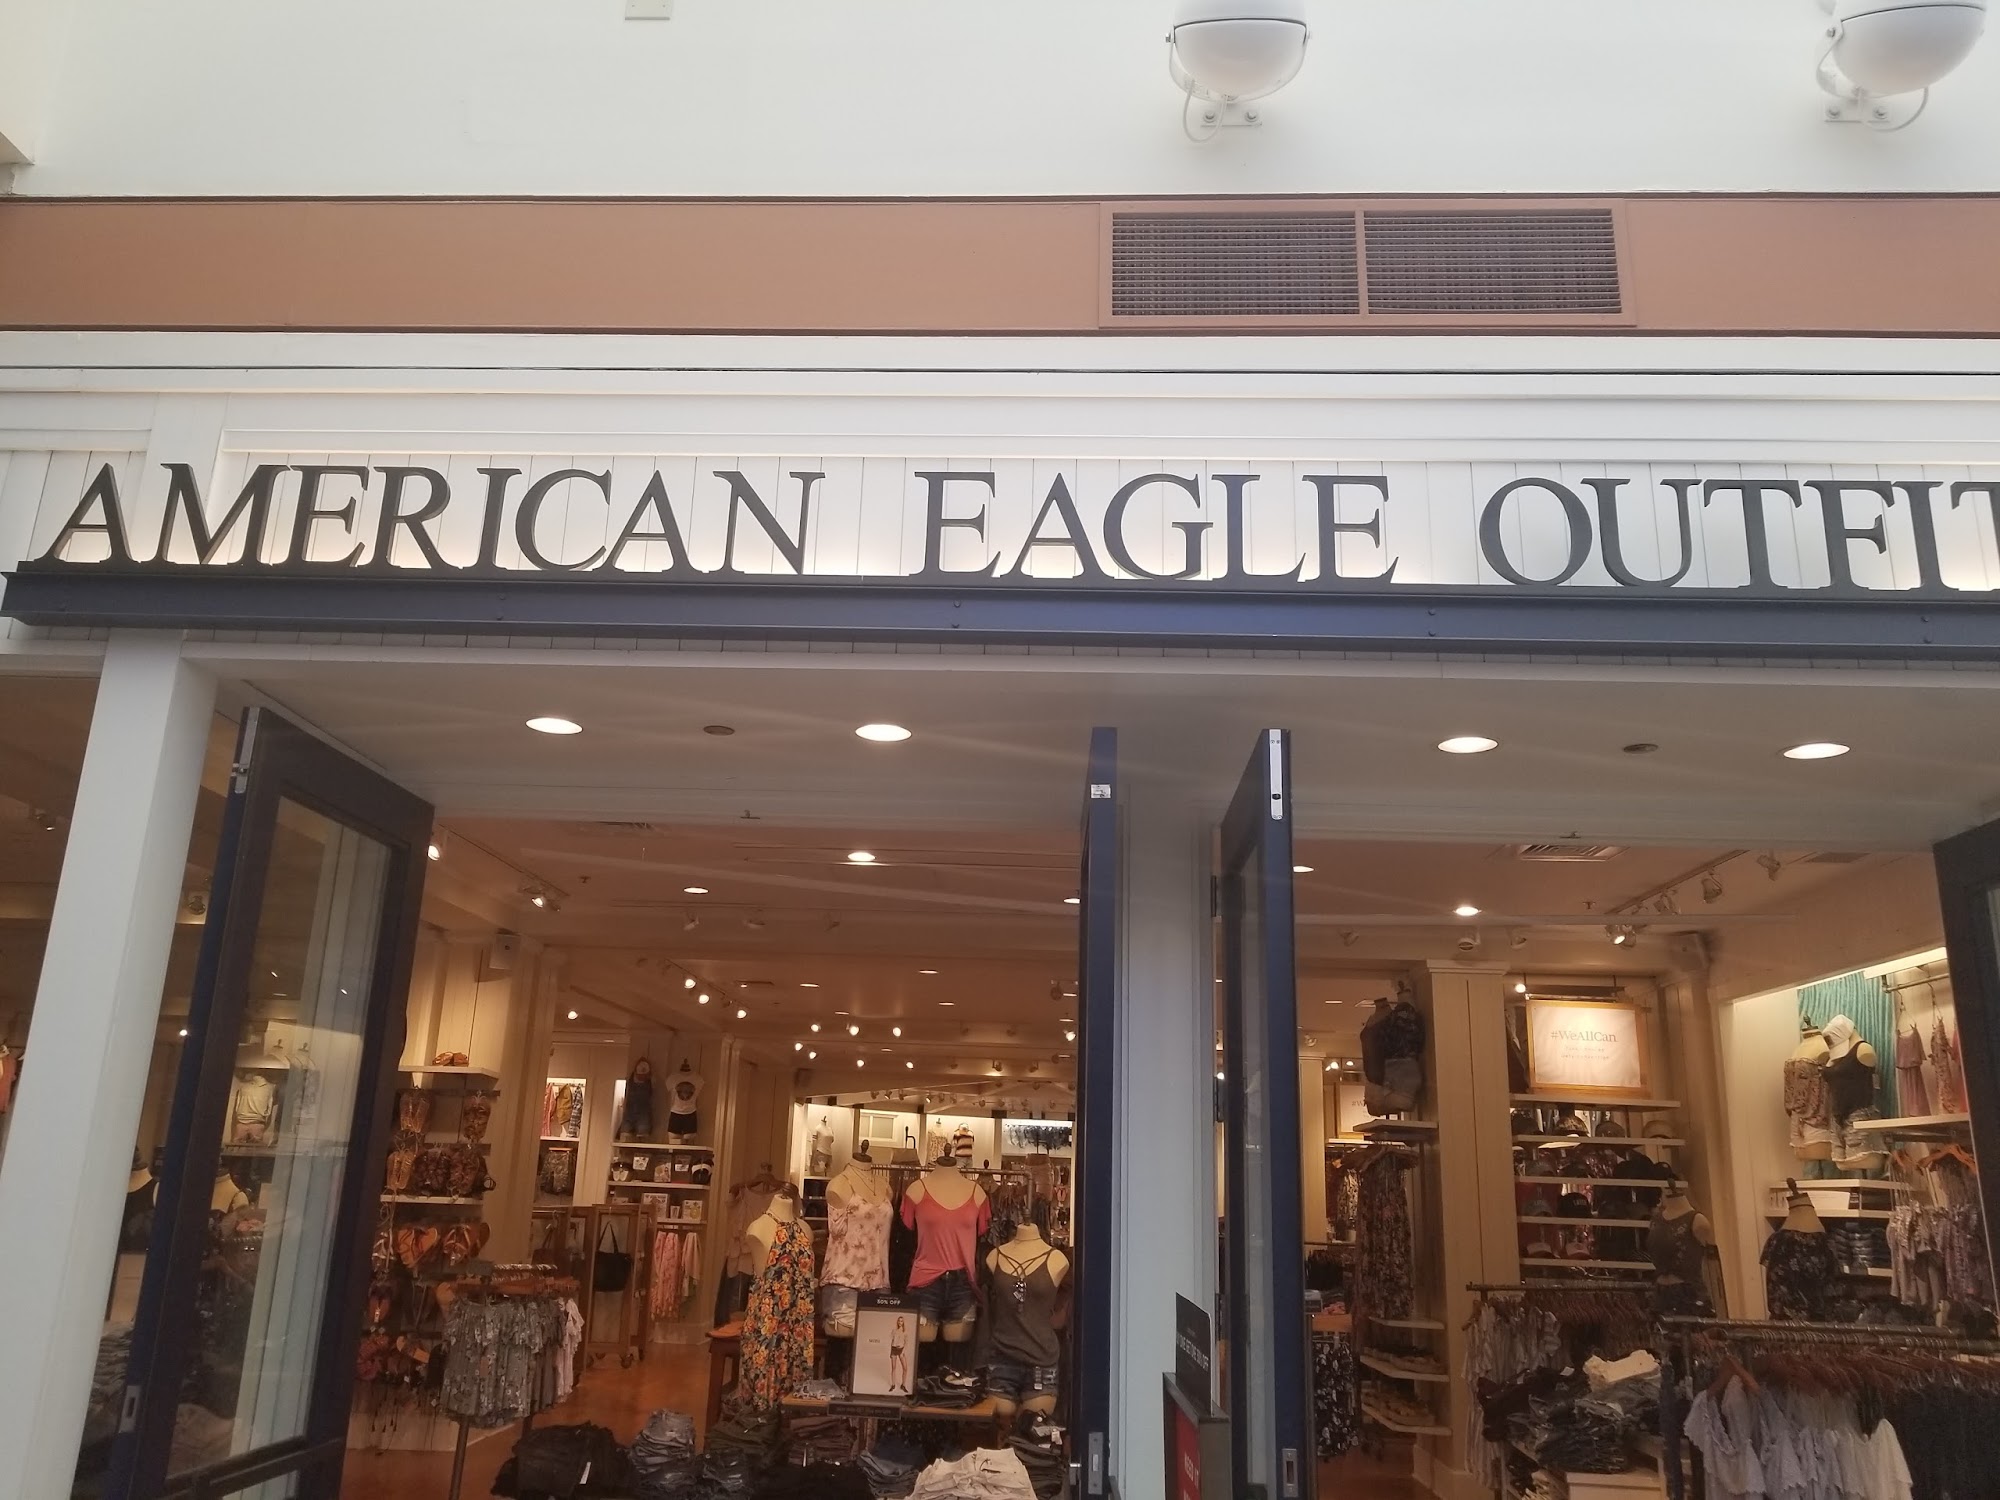 AMERICAN EAGLE OUTFIT
#WeAllCan
50% OFF